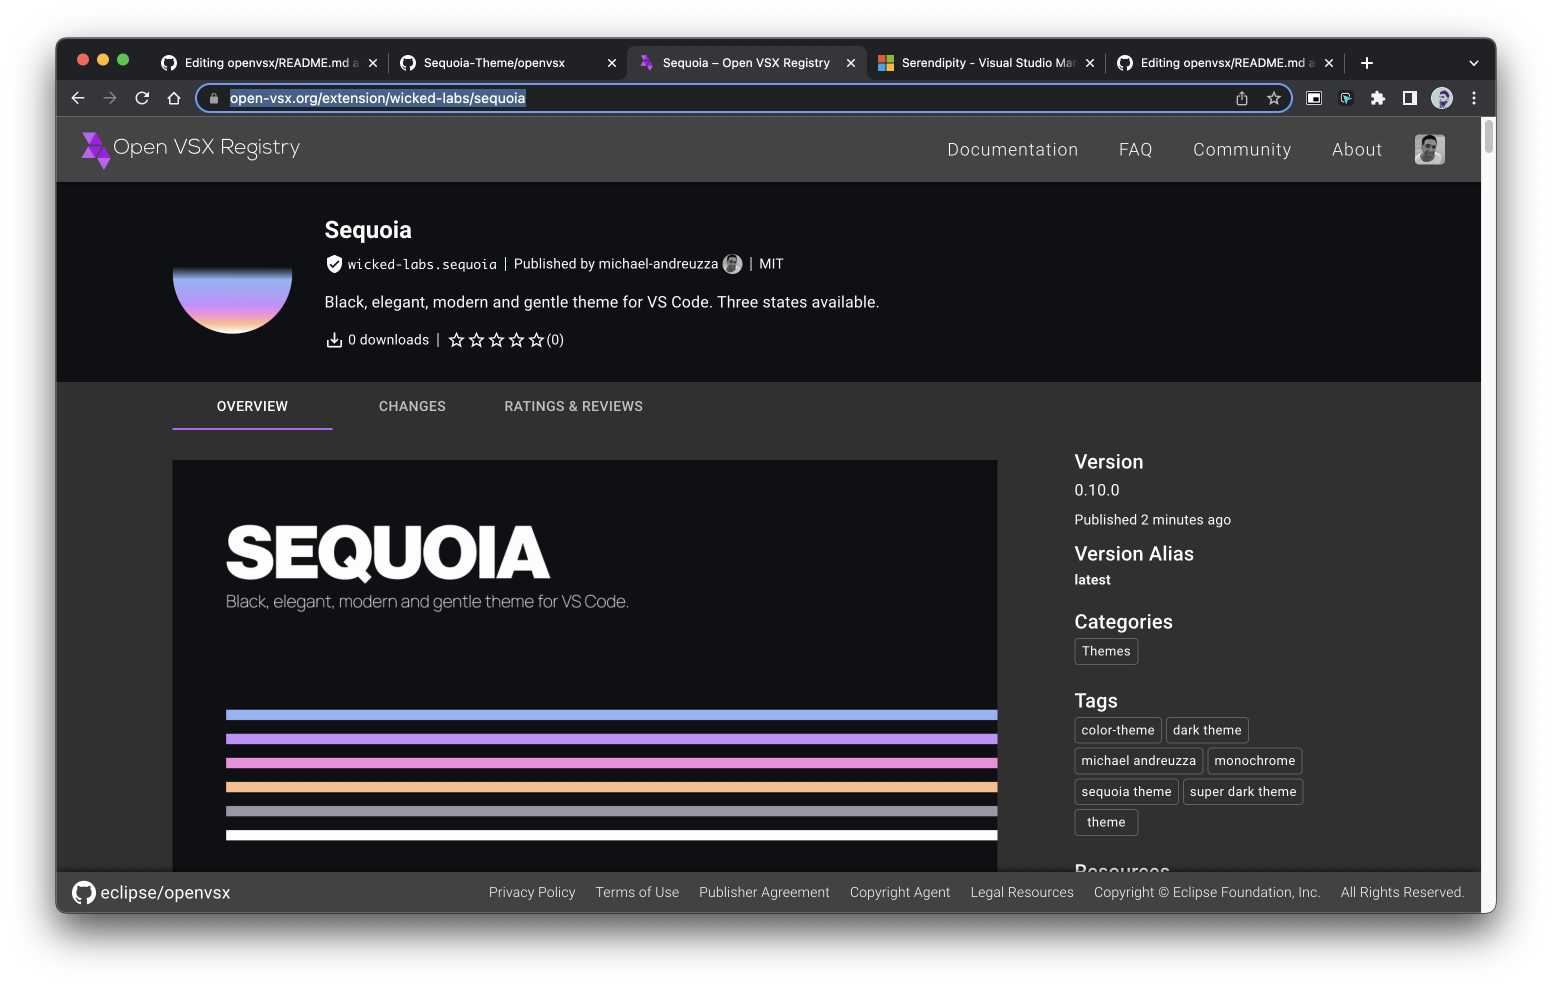 Editing openvsx/README.md a
Sequoia-Theme/openvsx
Sequoia – Open VSX Registry
Serendipity - Visual Studio Mar
Editing openvsx/README.md a
open-vsx.org/extension/wicked-labs/sequoia
Open VSX Registry
Documentation
FAQ
Community
About
Sequoia
wicked-labs.sequoia | Published by michael-andreuzza | MIT
Black, elegant, modern and gentle theme for VS Code. Three states available.
0 downloads | (0)
OVERVIEW
CHANGES
RATINGS & REVIEWS
SEQUOIA
Black, elegant, modern and gentle theme for VS Code.
Version
0.10.0
Published 2 minutes ago
Version Alias
latest
Categories
Themes
Tags
color-theme
dark theme
michael andreuzza
monochrome
sequoia theme
super dark theme
theme
Resources
eclipse/openvsx
Privacy Policy
Terms of Use
Publisher Agreement
Copyright Agent
Legal Resources
Copyright © Eclipse Foundation, Inc.
All Rights Reserved.